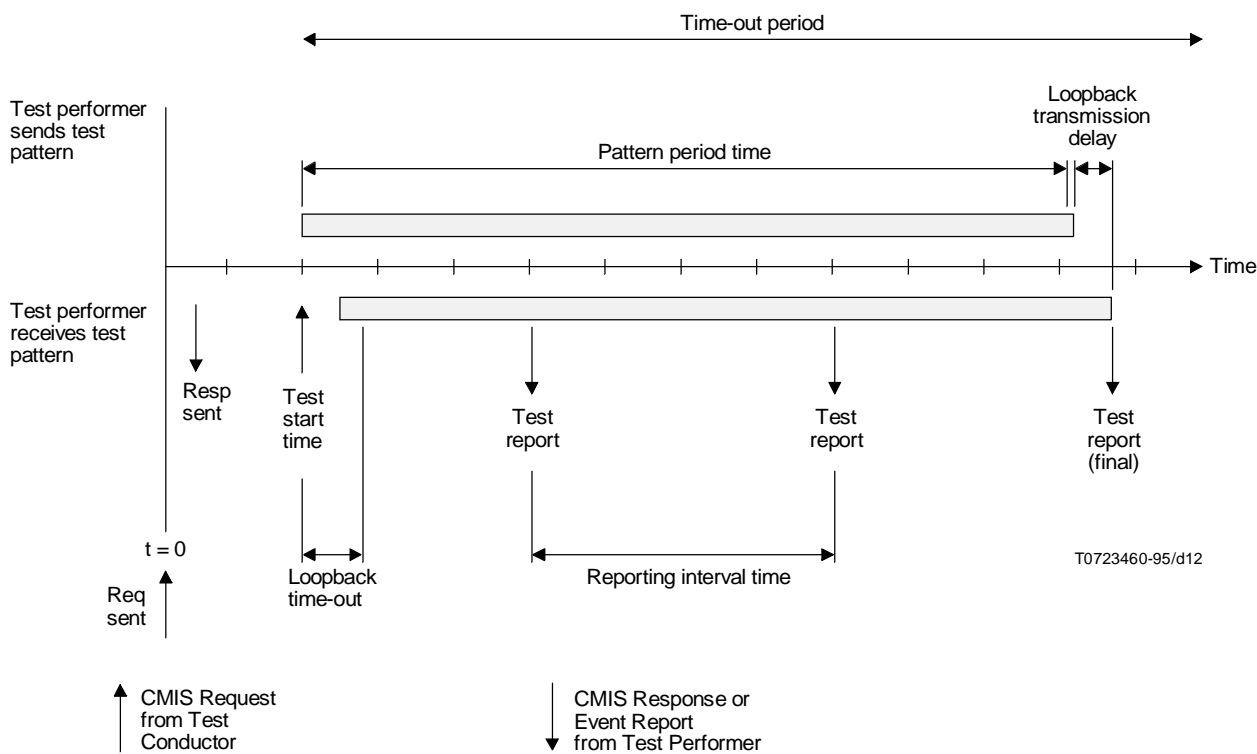 Time-out period
Test performer
sends test
pattern
Loopback
transmission
delay
Pattern period time
Time
Test performer
receives test
pattern
Resp
sent
Test
start
time
Test
report
Test
report
Test
report
(final)
t = 0
Loopback
time-out
Reporting interval time
T0723460-95/d12
Req
sent
CMIS Request
from Test
Conductor
CMIS Response or
Event Report
from Test Performer